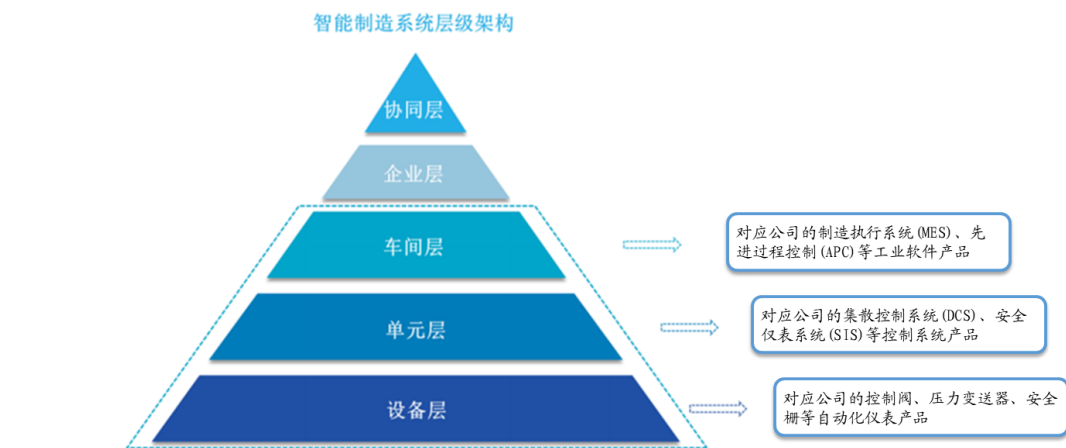 智能制造系统层级架构
协同层
企业层
车间层
对应公司的制造执行系统(MES)、先
进过程控制(APC)等工业软件产品
单元层
对应公司的集散控制系统(DCS)、安全
仪表系统(SIS)等控制系统产品
设备层
对应公司的控制阀、压力变送器、安全
栅等自动化仪表产品